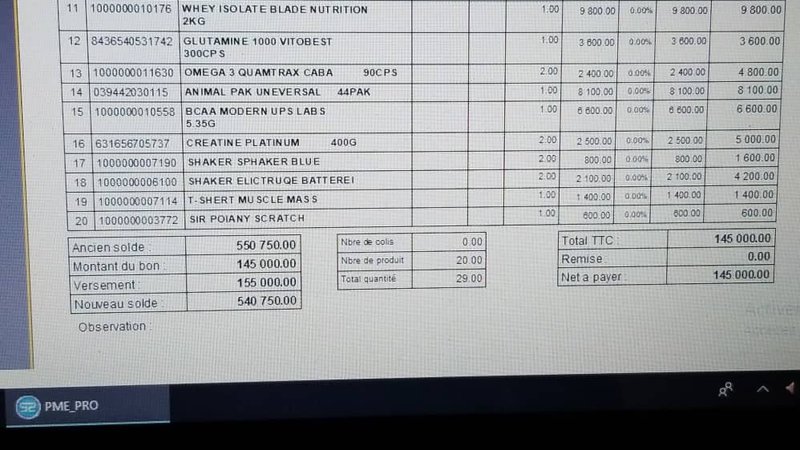 11 1000000010176 WHEY ISOLATE BLADE NUTRITION 1.00 9 800.00 0.00% 9 800.00 9 800.00
2KG
12 8436540531742 GLUTAMINE 1000 VITOBEST 1.00 3 600.00 0.00% 3 600.00 3 600.00
300CPS
13 1000000011630 OMEGA 3 QUAMTRAX CABA 90CPS 2.00 2 400.00 0.00% 2 400.00 4 800.00
14 039442030115 ANIMAL PAK UNEVERSAL 44PAK 1.00 8 100.00 0.00% 8 100.00 8 100.00
15 1000000010558 BCAA MODERN UPS LABS 1.00 6 600.00 0.00% 6 600.00 6 600.00
5.35G
16 631656705737 CREATINE PLATINUM 400G 2.00 2 500.00 0.00% 2 500.00 5 000.00
17 1000000007190 SHAKER SPHAKER BLUE 2.00 800.00 0.00% 800.00 1 600.00
18 1000000006100 SHAKER ELICTRUQE BATTEREI 2.00 2 100.00 0.00% 2 100.00 4 200.00
19 1000000007114 T-SHERT MUSCLE MASS 1.00 1 400.00 0.00% 1 400.00 1 400.00
20 1000000003772 SIR POIANY SCRATCH 1.00 600.00 0.00% 600.00 600.00
Ancien solde : 550 750.00
Montant du bon : 145 000.00
Versement : 155 000.00
Nouveau solde : 540 750.00
Observation :
Nbre de colis 0.00
Nbre de produit 20.00
Total quantité 29.00
Total TTC : 145 000.00
Remise : 0.00
Net a payer : 145 000.00
PME_PRO